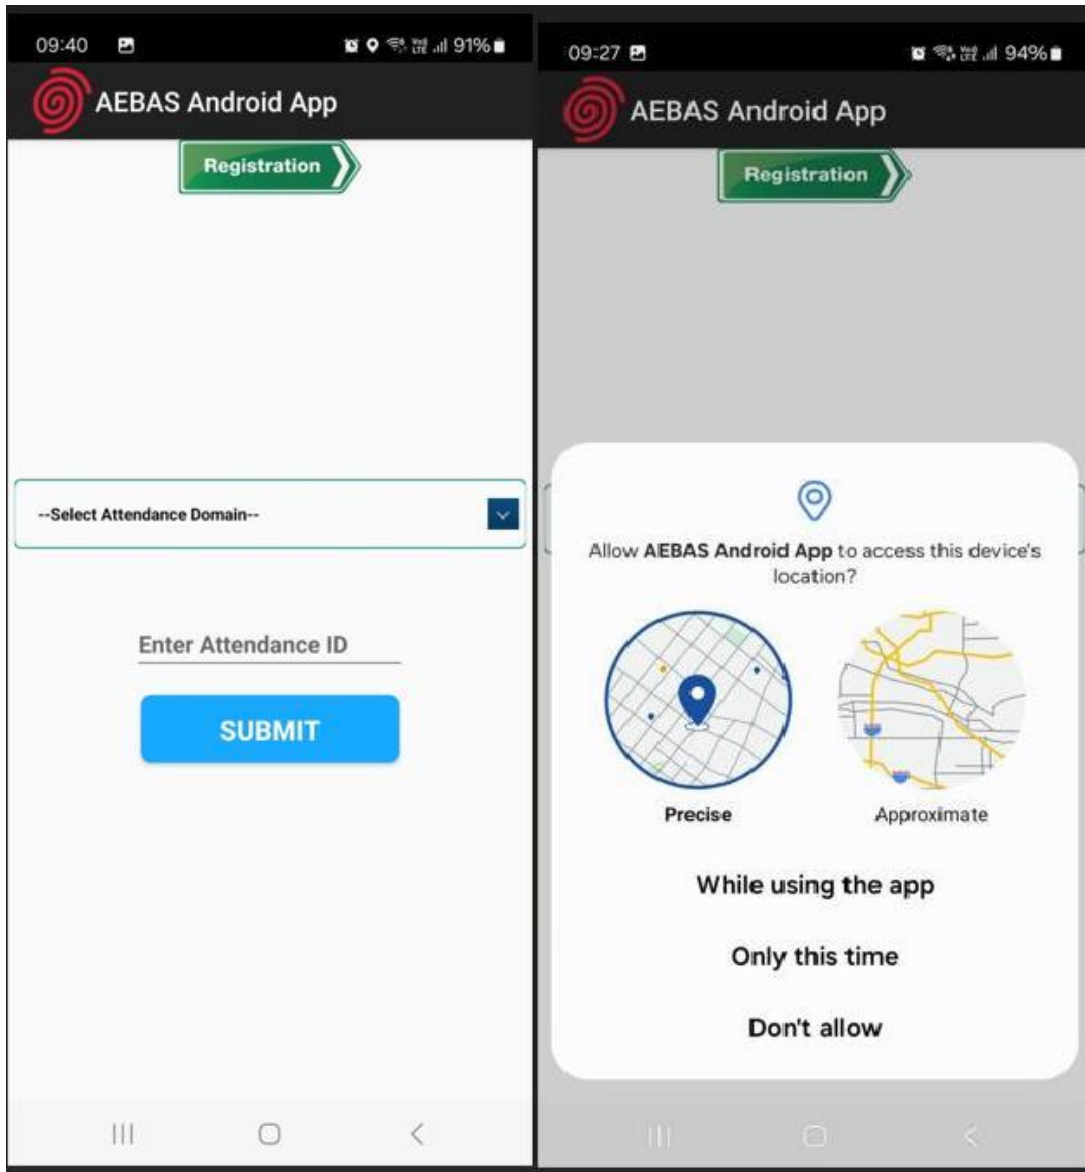 09:40
91%
AEBAS Android App
Registration
--Select Attendance Domain--
Enter Attendance ID
SUBMIT
09:27
94%
AEBAS Android App
Registration
Allow AEBAS Android App to access this device's
location?
Precise
Approximate
While using the app
Only this time
Don't allow